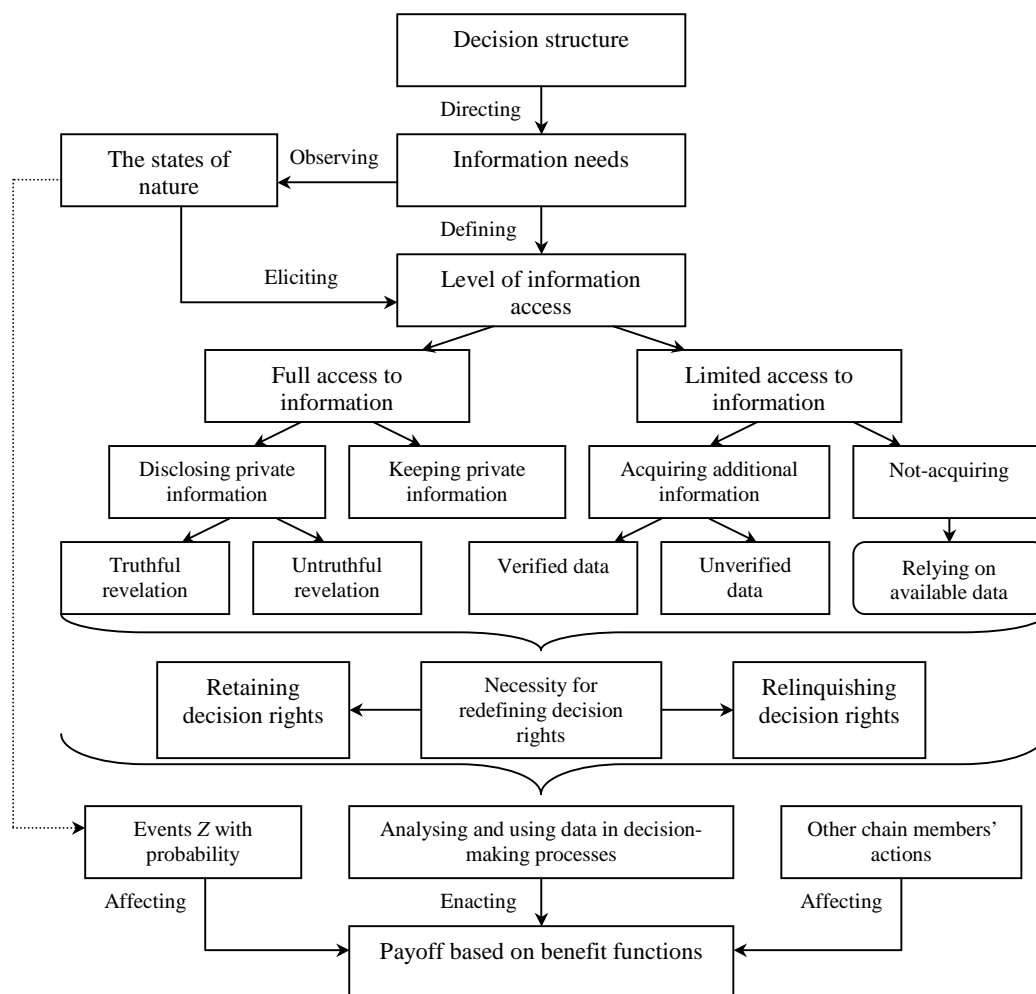 Decision structure
Directing
The states of
nature
Observing
Information needs
Defining
Eliciting
Level of information
access
Full access to
information
Limited access to
information
Disclosing private
information
Keeping private
information
Acquiring additional
information
Not-acquiring
Truthful
revelation
Untruthful
revelation
Verified data
Unverified
data
Relying on
available data
Retaining
decision rights
Necessity for
redefining decision
rights
Relinquishing
decision rights
Events Z with
probability
Analysing and using data in decision-
making processes
Other chain members’
actions
Affecting
Enacting
Affecting
Payoff based on benefit functions